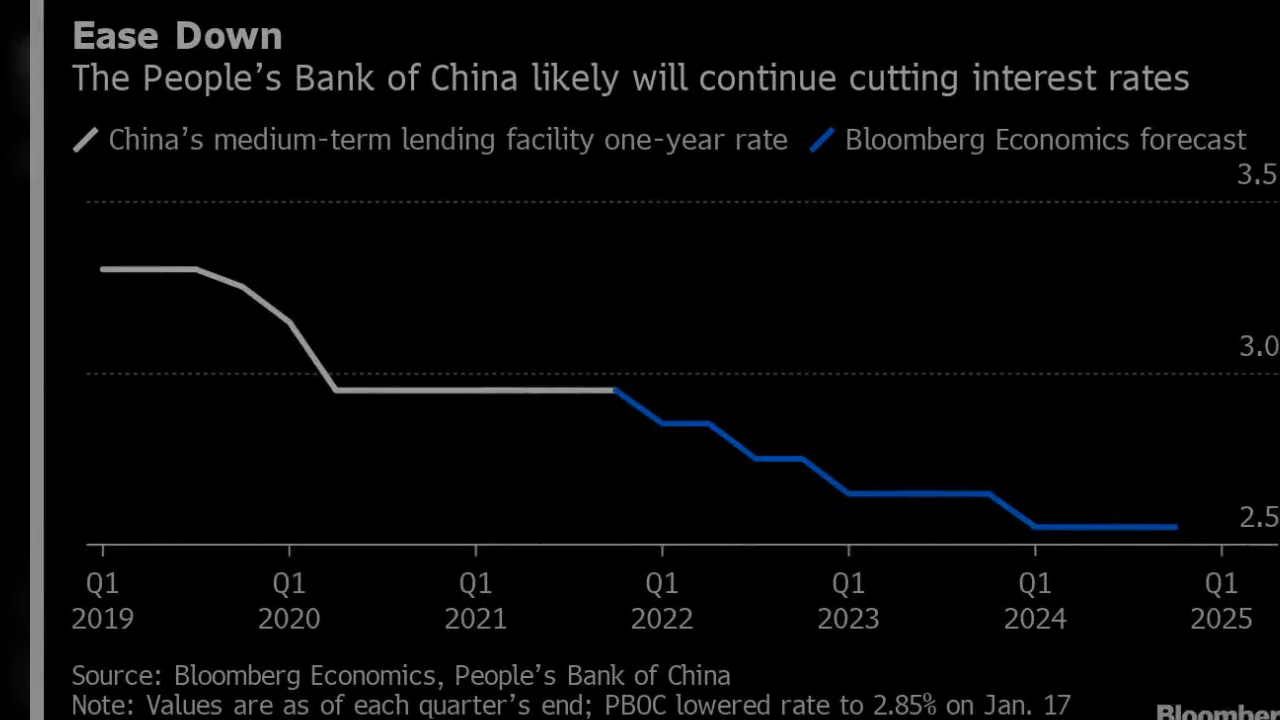 Ease Down
The People's Bank of China likely will continue cutting interest rates
China's medium-term lending facility one-year rate Bloomberg Economics forecast
3.5
3.0
2.5
Q1 Q1 Q1 Q1 Q1 Q1 Q1
2019 2020 2021 2022 2023 2024 2025
Source: Bloomberg Economics, People's Bank of China
Note: Values are as of each quarter's end; PBOC lowered rate to 2.85% on Jan. 17
Bloomber